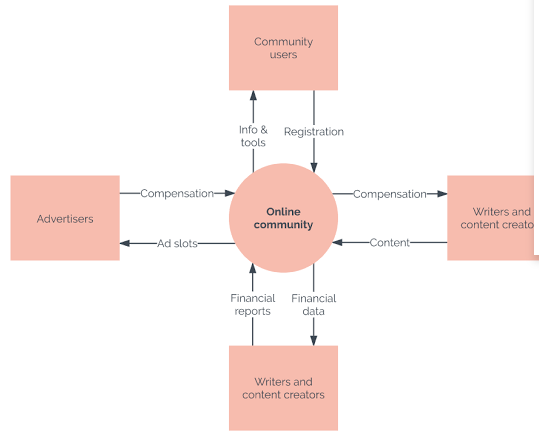 Community
users
Info &
tools
Registration
Compensation
Compensation
Advertisers
Online
community
Writers and
content creato
Ad slots
Content
Financial
reports
Financial
data
Writers and
content creators